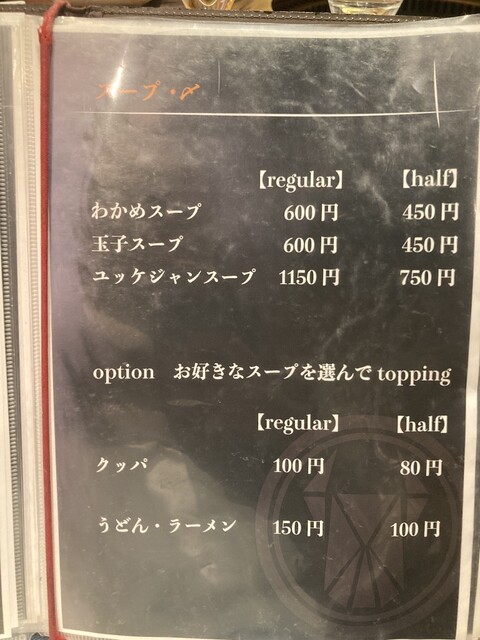 スープ・〆
【regular】 【half】
わかめスープ 600円 450円
玉子スープ 600円 450円
ユッケジャンスープ 1150円 750円
option お好きなスープを選んで topping
【regular】 【half】
クッパ 100円 80円
うどん・ラーメン 150円 100円